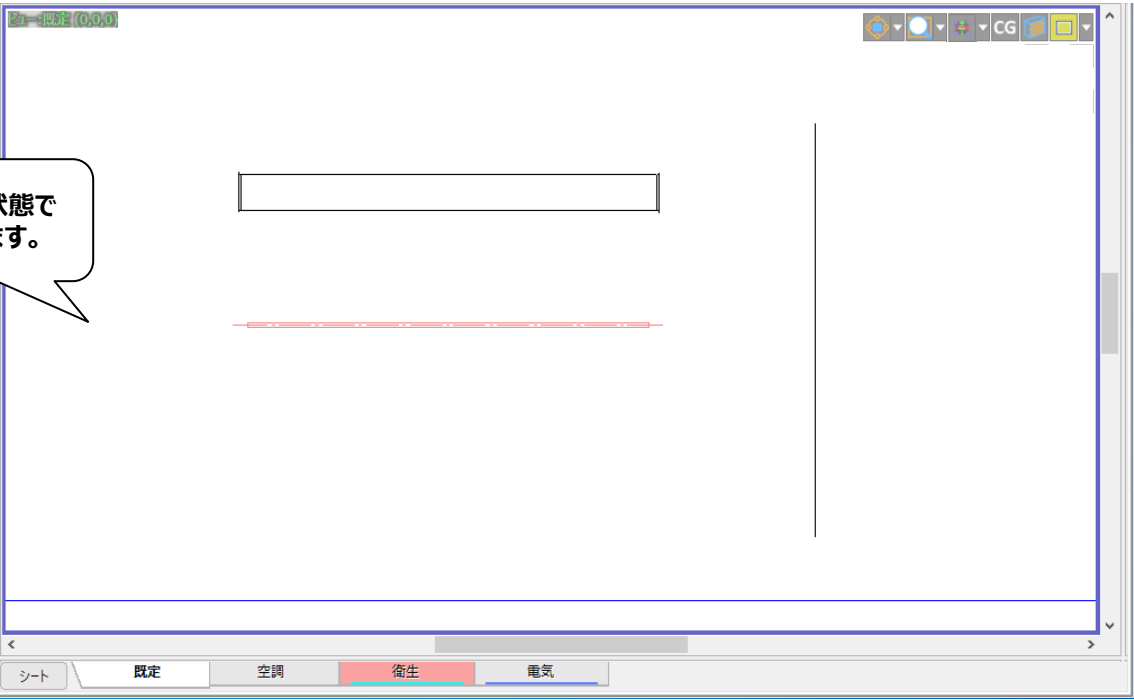 ビュー:既定 (0,0,0)
CG
状態で
ます。
シート
既定
空調
衛生
電気